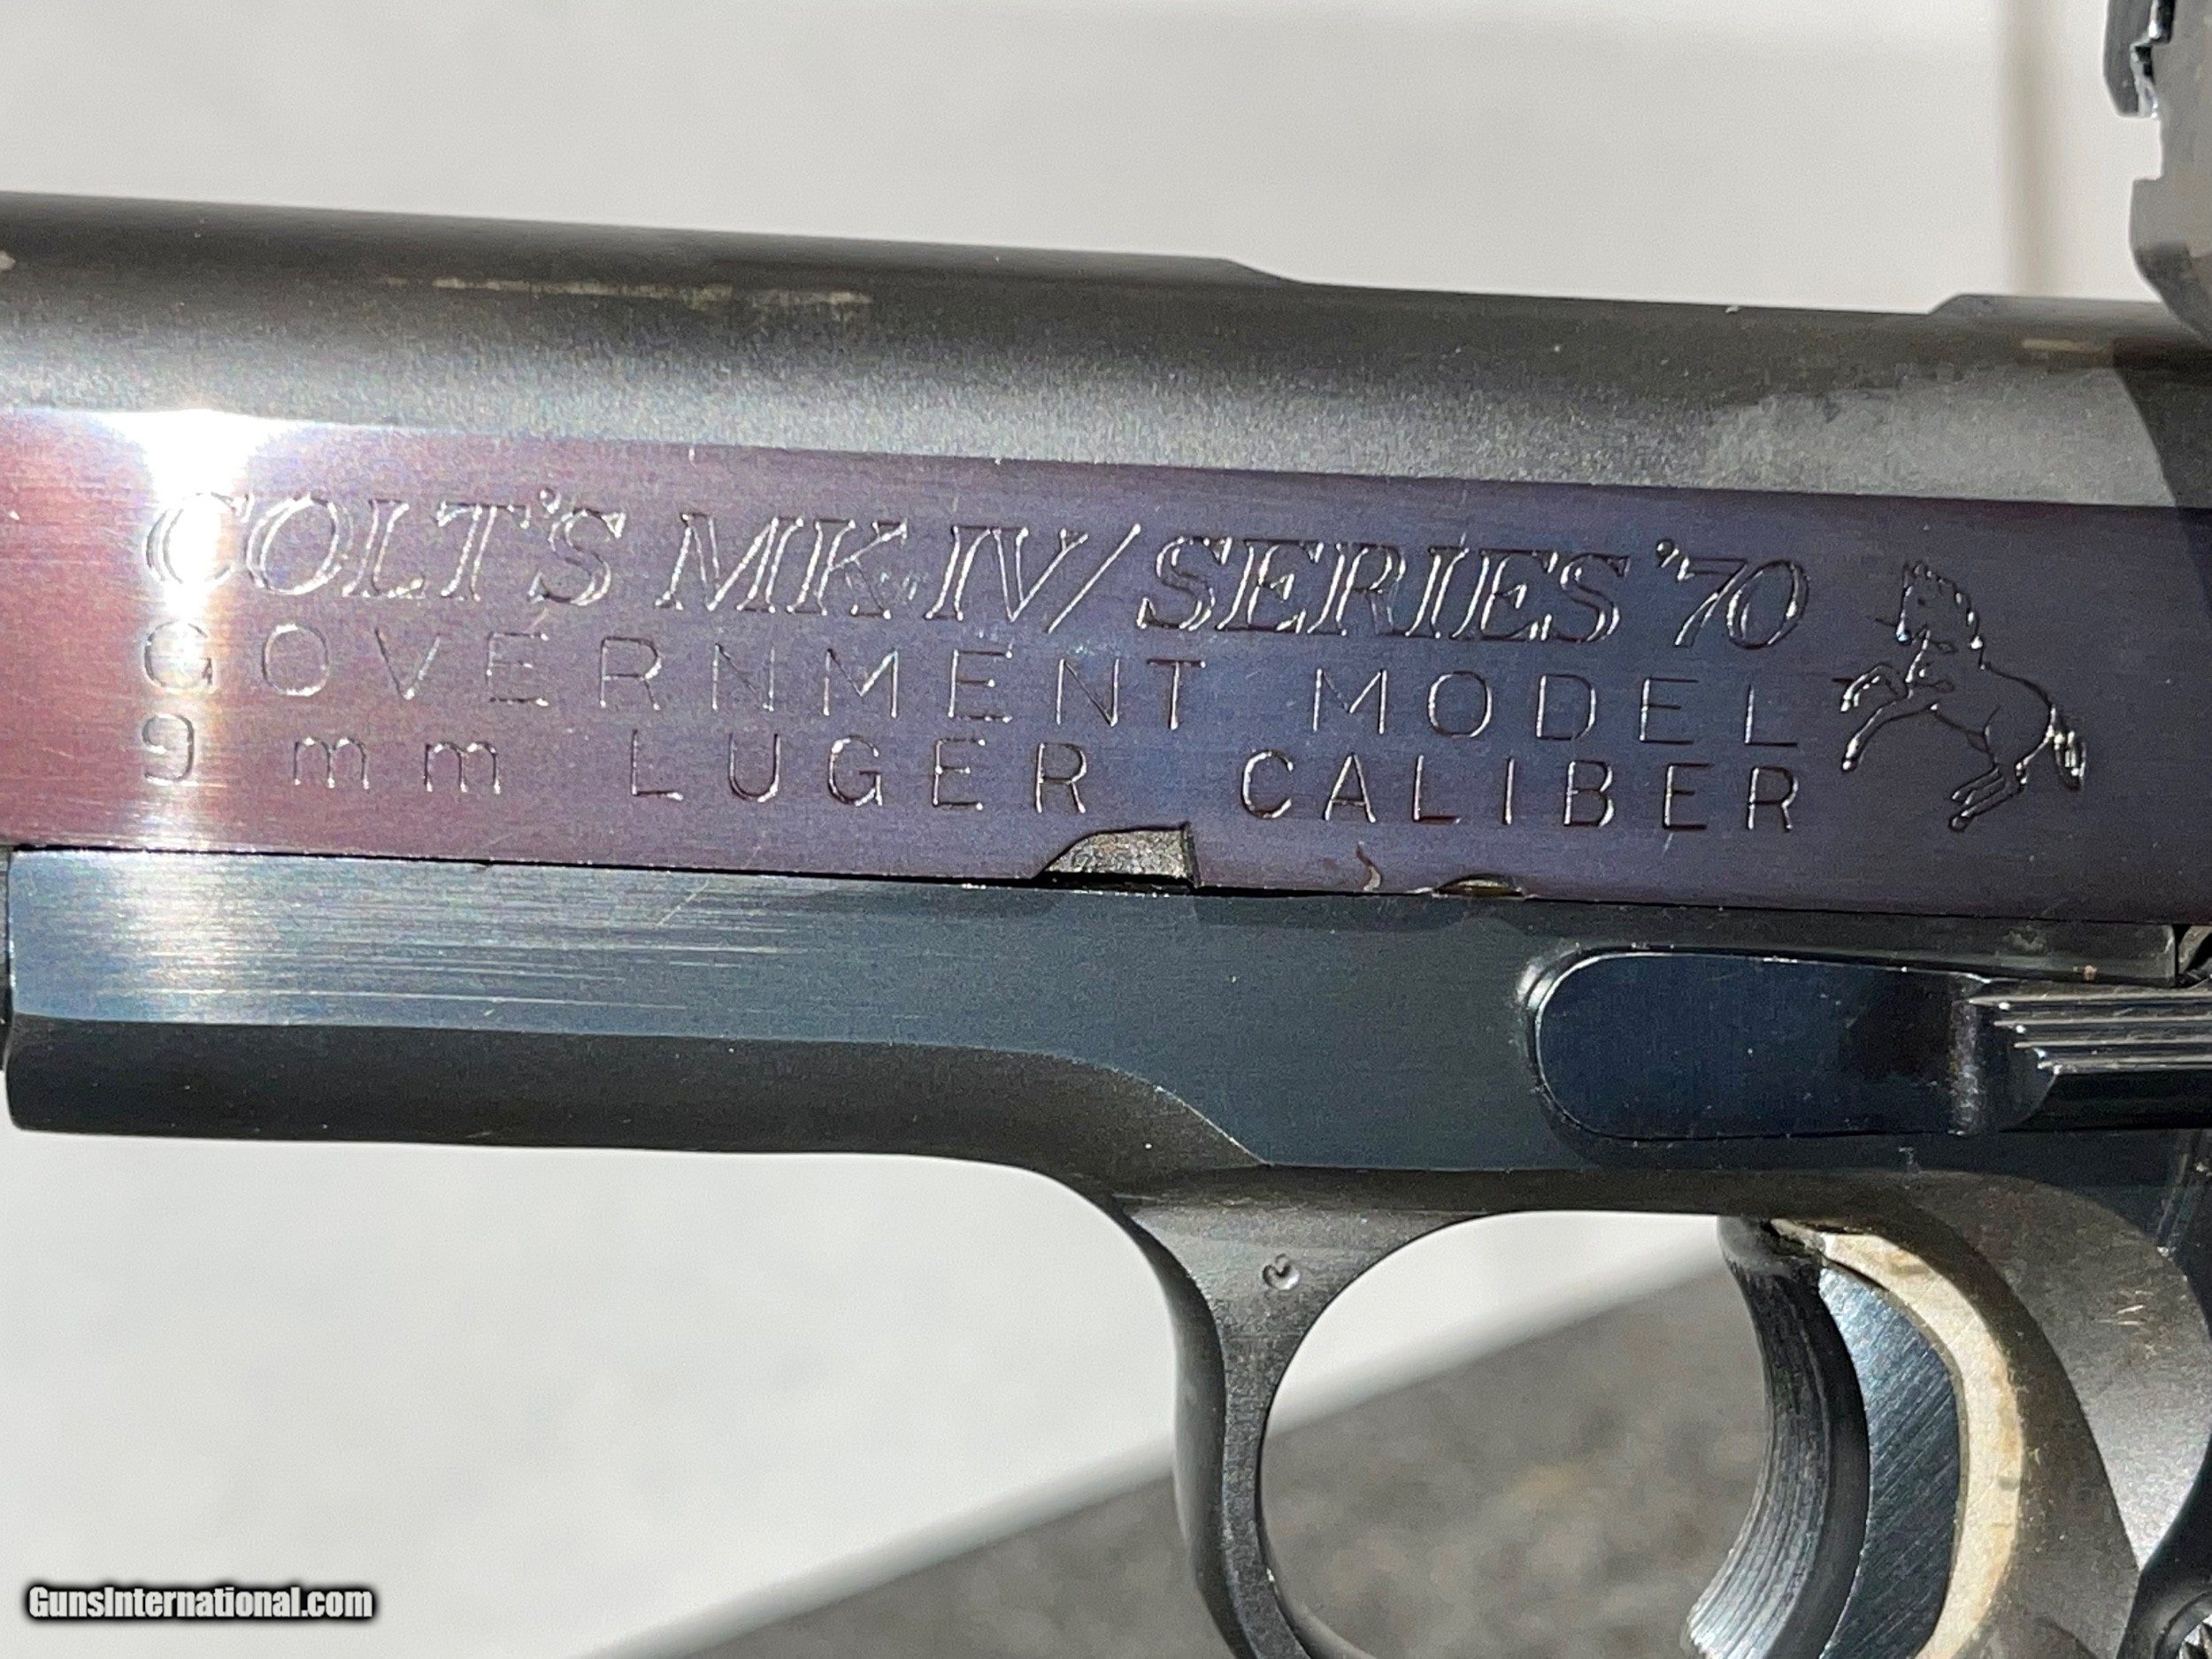 COLT'S MK IV/ SERIES '70
GOVERNMENT MODEL
9 mm LUGER CALIBER
GunsInternational.com